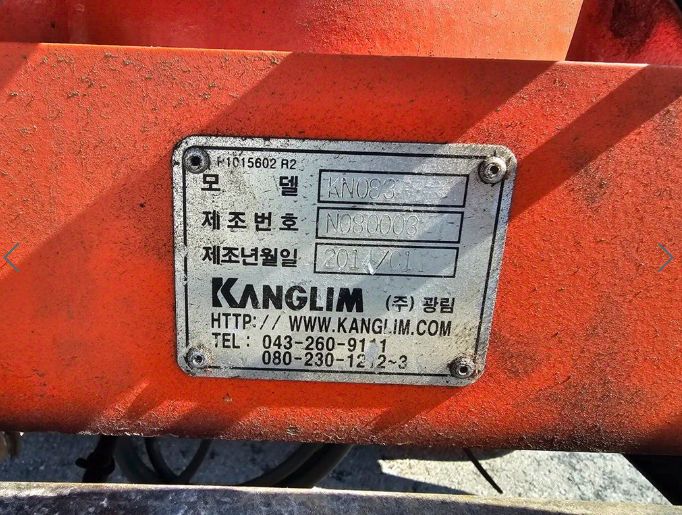 P1015602 R2
모 델 KN083
제조번호 N080003
제조년월일
KANGLIM (주) 광림
HTTP:// WWW.KANGLIM.COM
TEL : 043-260-9111